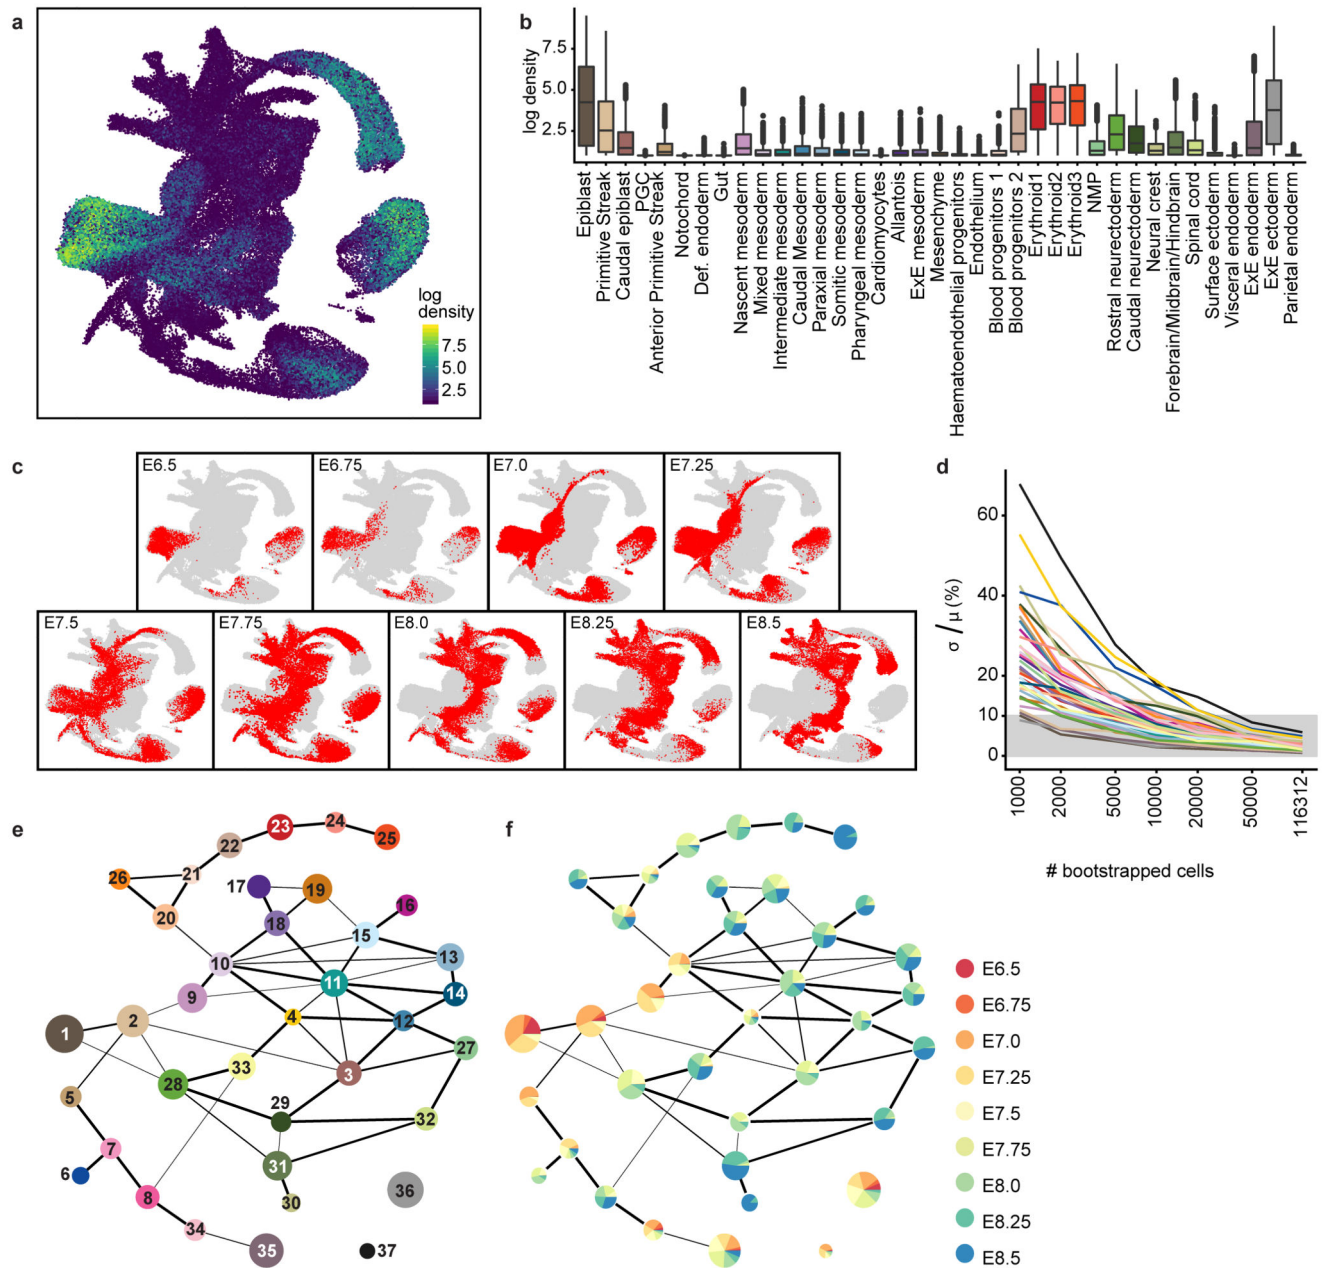 a
log
density
7.5
5.0
2.5
b
log density
7.5
5.0
2.5
Epiblast
Primitive Streak
Caudal epiblast
PGC
Anterior Primitive Streak
Notochord
Def. endoderm
Gut
Nascent mesoderm
Mixed mesoderm
Intermediate mesoderm
Caudal Mesoderm
Paraxial mesoderm
Somitic mesoderm
Pharyngeal mesoderm
Cardiomyocytes
Allantois
ExE mesoderm
Mesenchyme
Haematoendothelial progenitors
Endothelium
Blood progenitors 1
Blood progenitors 2
Erythroid1
Erythroid2
Erythroid3
NMP
Rostral neurectoderm
Caudal neurectoderm
Neural crest
Forebrain/Midbrain/Hindbrain
Spinal cord
Surface ectoderm
Visceral endoderm
ExE endoderm
ExE ectoderm
Parietal endoderm
c
E6.5
E6.75
E7.0
E7.25
E7.5
E7.75
E8.0
E8.25
E8.5
d
σ / μ (%)
60
40
20
10
0
1000
2000
5000
10000
20000
50000
116312
# bootstrapped cells
e
23
24
25
22
21
26
20
17
19
16
18
15
10
13
11
14
9
4
12
2
1
27
33
3
28
5
29
32
7
31
6
8
36
30
34
35
37
f
E6.5
E6.75
E7.0
E7.25
E7.5
E7.75
E8.0
E8.25
E8.5